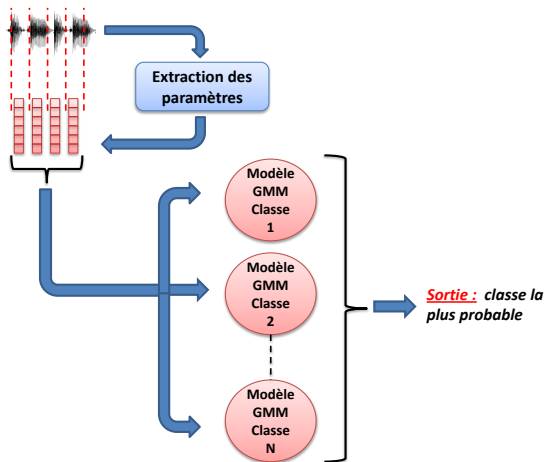 Extraction des
paramètres
Modèle
GMM
Classe
1
Modèle
GMM
Classe
2
Modèle
GMM
Classe
N
Sortie : classe la
plus probable